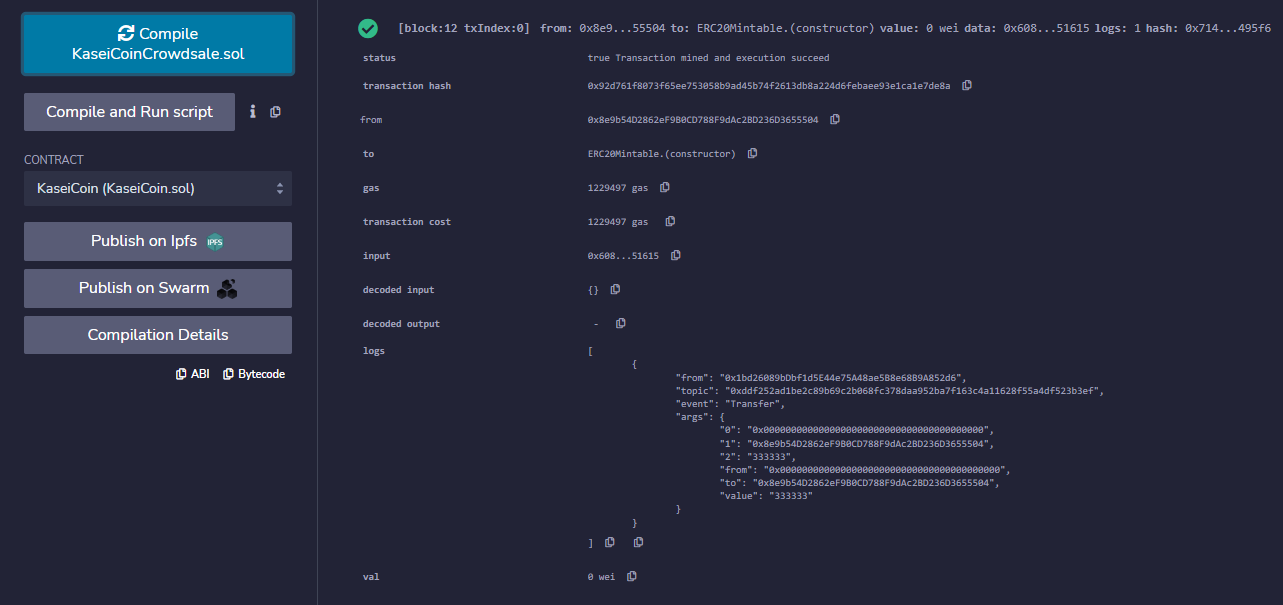 Compile
KaseiCoinCrowdsale.sol
Compile and Run script
CONTRACT
KaseiCoin (KaseiCoin.sol)
Publish on Ipfs
IPFS
Publish on Swarm
Compilation Details
ABI
Bytecode
[block:12 txIndex:0] from: 0x8e9...55504 to: ERC20Mintable.(constructor) value: 0 wei data: 0x608...51615 logs: 1 hash: 0x714...495f6
status true Transaction mined and execution succeed
transaction hash 0x92d761f8073f65ee753058b9ad45b74f2613db8a224d6febaee93e1ca1e7de8a
from 0x8e9b54D2862eF9B0CD788F9dAc2BD236D3655504
to ERC20Mintable.(constructor)
gas 1229497 gas
transaction cost 1229497 gas
input 0x608...51615
decoded input {}
decoded output -
logs [
{
"from": "0x1bd26089bDbf1d5E44e75A48ae5B8e68B9A852d6",
"topic": "0xddf252ad1be2c89b69c2b068fc378daa952ba7f163c4a11628f55a4df523b3ef",
"event": "Transfer",
"args": {
"0": "0x0000000000000000000000000000000000000000",
"1": "0x8e9b54D2862eF9B0CD788F9dAc2BD236D3655504",
"2": "333333",
"from": "0x0000000000000000000000000000000000000000",
"to": "0x8e9b54D2862eF9B0CD788F9dAc2BD236D3655504",
"value": "333333"
}
}
]
val 0 wei